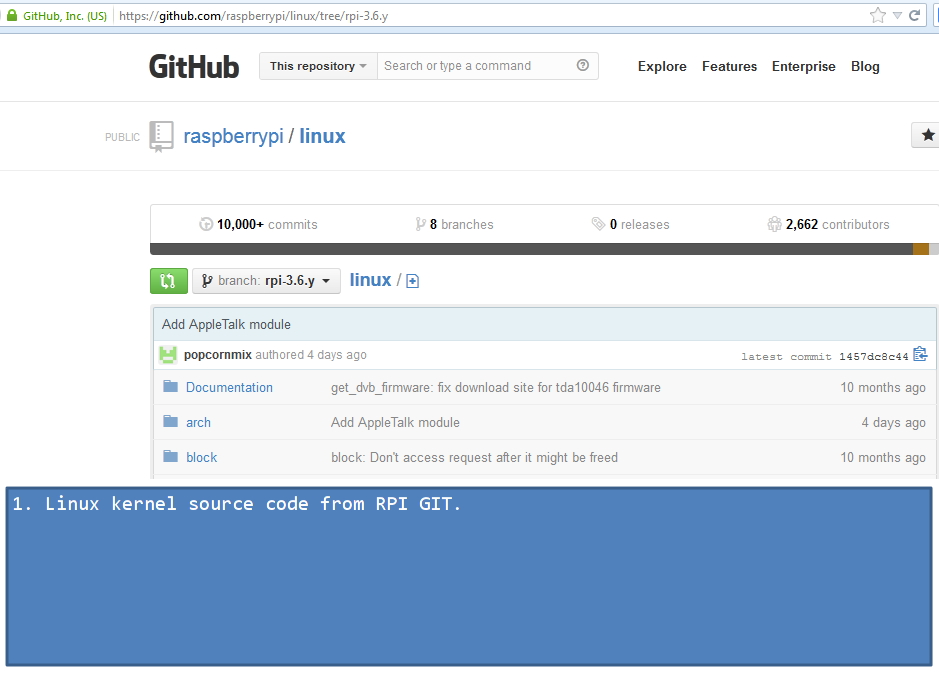 GitHub, Inc. (US) https://github.com/raspberrypi/linux/tree/rpi-3.6.y
GitHub This repository Search or type a command Explore Features Enterprise Blog
PUBLIC raspberrypi / linux
10,000+ commits 8 branches 0 releases 2,662 contributors
branch: rpi-3.6.y linux /
Add AppleTalk module
popcornmix authored 4 days ago latest commit 1457dc8c44
Documentation get_dvb_firmware: fix download site for tda10046 firmware 10 months ago
arch Add AppleTalk module 4 days ago
block block: Don't access request after it might be freed 10 months ago
1. Linux kernel source code from RPI GIT.